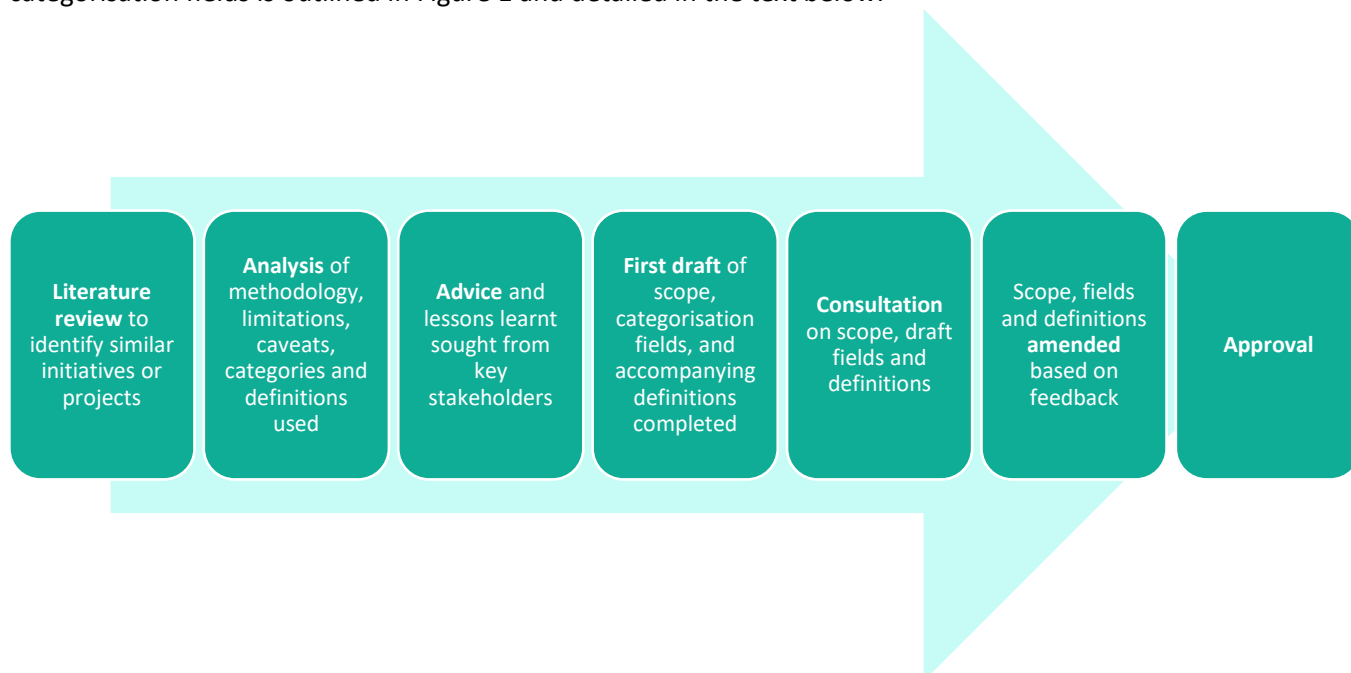 categorisation fields is outlined in Figure 1 and detailed in the text below.
Literature
review to
identify similar
initiatives or
projects
Analysis of
methodology,
limitations,
caveats,
categories and
definitions
used
Advice and
lessons learnt
sought from
key
stakeholders
First draft of
scope,
categorisation
fields, and
accompanying
definitions
completed
Consultation
on scope, draft
fields and
definitions
Scope, fields
and definitions
amended
based on
feedback
Approval